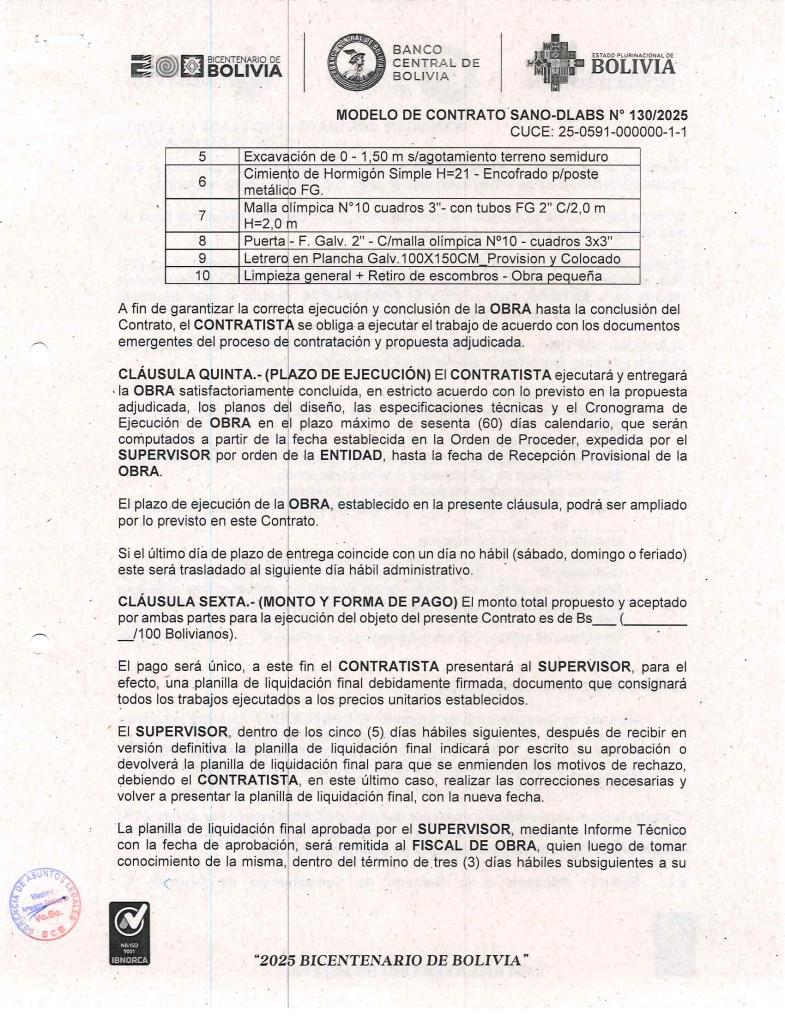 BICENTENARIO DE
BOLIVIA
BANCO CENTRAL DE BOLIVIA
BANCO
CENTRAL DE
BOLIVIA
ESTADO PLURINACIONAL DE
BOLIVIA
MODELO DE CONTRATO SANO-DLABS N° 130/2025
CUCE: 25-0591-000000-1-1
5 Excavación de 0 - 1,50 m s/agotamiento terreno semiduro
6 Cimiento de Hormigón Simple H=21 - Encofrado p/poste
metálico FG.
7 Malla olímpica N°10 cuadros 3"- con tubos FG 2" C/2,0 m
H=2,0 m
8 Puerta - F. Galv. 2" - C/malla olímpica Nº10 - cuadros 3x3"
9 Letrero en Plancha Galv.100X150CM_Provision y Colocado
10 Limpieza general + Retiro de escombros - Obra pequeña
A fin de garantizar la correcta ejecución y conclusión de la OBRA hasta la conclusión del
Contrato, el CONTRATISTA se obliga a ejecutar el trabajo de acuerdo con los documentos
emergentes del proceso de contratación y propuesta adjudicada.
CLÁUSULA QUINTA.- (PLAZO DE EJECUCIÓN) El CONTRATISTA ejecutará y entregará
la OBRA satisfactoriamente concluida, en estricto acuerdo con lo previsto en la propuesta
adjudicada, los planos del diseño, las especificaciones técnicas y el Cronograma de
Ejecución de OBRA en el plazo máximo de sesenta (60) días calendario, que serán
computados a partir de la fecha establecida en la Orden de Proceder, expedida por el
SUPERVISOR por orden de la ENTIDAD, hasta la fecha de Recepción Provisional de la
OBRA.
El plazo de ejecución de la OBRA, establecido en la presente cláusula, podrá ser ampliado
por lo previsto en este Contrato.
Si el último día de plazo de entrega coincide con un día no hábil (sábado, domingo o feriado)
este será trasladado al siguiente día hábil administrativo.
CLÁUSULA SEXTA.- (MONTO Y FORMA DE PAGO) El monto total propuesto y aceptado
por ambas partes para la ejecución del objeto del presente Contrato es de Bs___ (________
__/100 Bolivianos).
El pago será único, a este fin el CONTRATISTA presentará al SUPERVISOR, para el
efecto, una planilla de liquidación final debidamente firmada, documento que consignará
todos los trabajos ejecutados a los precios unitarios establecidos.
El SUPERVISOR, dentro de los cinco (5) días hábiles siguientes, después de recibir en
versión definitiva la planilla de liquidación final indicará por escrito su aprobación o
devolverá la planilla de liquidación final para que se enmienden los motivos de rechazo,
debiendo el CONTRATISTA, en este último caso, realizar las correcciones necesarias y
volver a presentar la planilla de liquidación final, con la nueva fecha.
La planilla de liquidación final aprobada por el SUPERVISOR, mediante Informe Técnico
con la fecha de aprobación, será remitida al FISCAL DE OBRA, quien luego de tomar
conocimiento de la misma, dentro del término de tres (3) días hábiles subsiguientes a su
GERENCIA DE ASUNTOS LEGALES
Vo.Bo.
BCB
NB/ISO
9001
IBNORCA
"2025 BICENTENARIO DE BOLIVIA"